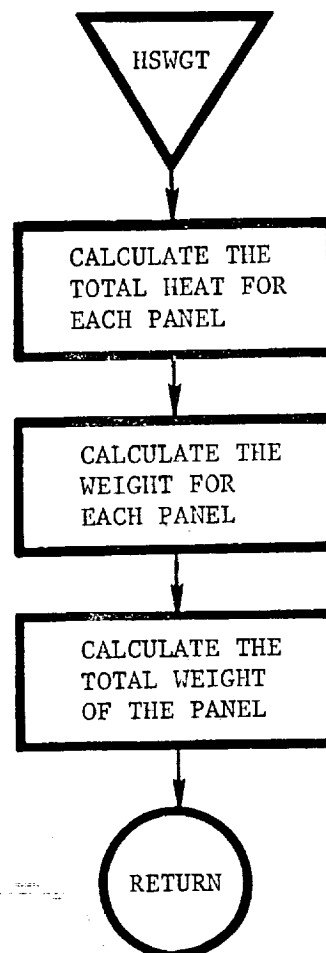 HSWGT
CALCULATE THE
TOTAL HEAT FOR
EACH PANEL
CALCULATE THE
WEIGHT FOR
EACH PANEL
CALCULATE THE
TOTAL WEIGHT
OF THE PANEL
RETURN